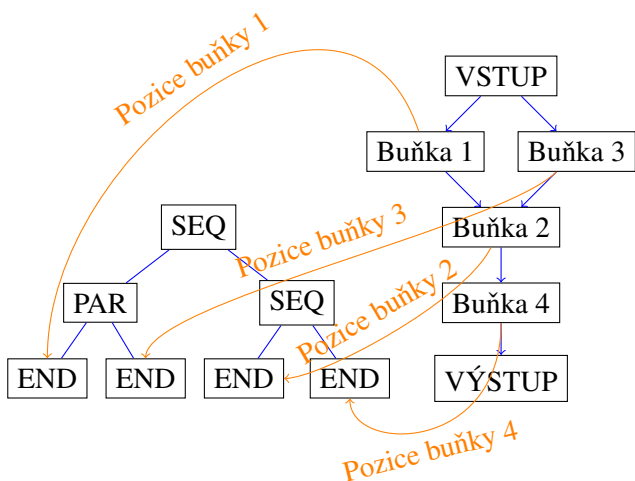 Pozice buňky 1
VSTUP
Buňka 1
Buňka 3
SEQ
Pozice buňky 3
Buňka 2
PAR
SEQ
Pozice buňky 2
Buňka 4
END
END
END
END
VÝSTUP
Pozice buňky 4